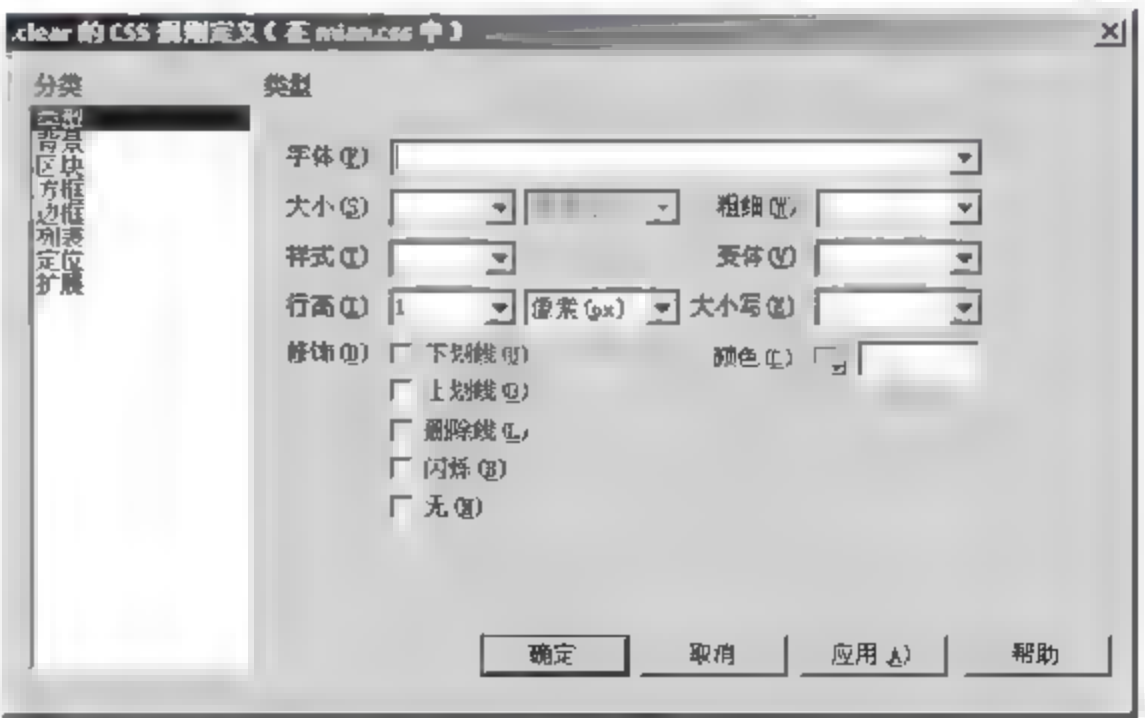 .clear 的 CSS 规则定义(在 mian.css 中)
分类
类型
背景
区块
方框
边框
列表
定位
扩展
类型
字体(F)
大小(S) 粗细(W)
样式(T) 变体(V)
行高(I) 1 像素(px) 大小写(R)
修饰(D) 下划线(U) 颜色(C)
上划线(O)
删除线(L)
闪烁(B)
无(N)
确定 取消 应用(A) 帮助